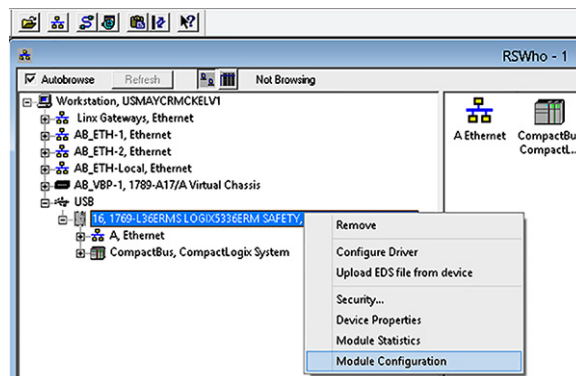 RSWho - 1
Autobrowse Refresh Not Browsing
Workstation, USMAYCRMCKELV1
Linx Gateways, Ethernet
AB_ETH-1, Ethernet
AB_ETH-2, Ethernet
AB_ETH-Local, Ethernet
AB_VBP-1, 1789-A17/A Virtual Chassis
USB
16, 1769-L36ERMS LOGIX5336ERM SAFETY,
A, Ethernet
CompactBus, CompactLogix System
A Ethernet
CompactBu
CompactL...
Remove
Configure Driver
Upload EDS file from device
Security...
Device Properties
Module Statistics
Module Configuration